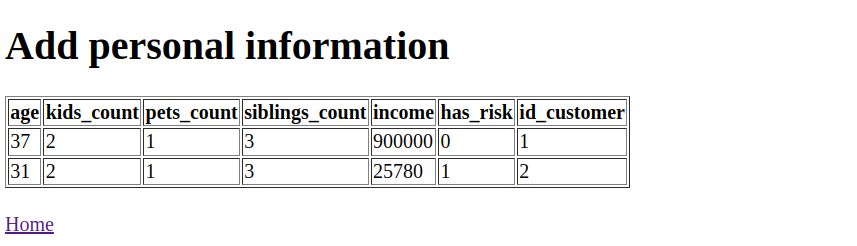 Add personal information
age kids_count pets_count siblings_count income has_risk id_customer
37 2 1 3 900000 0 1
31 2 1 3 25780 1 2
Home